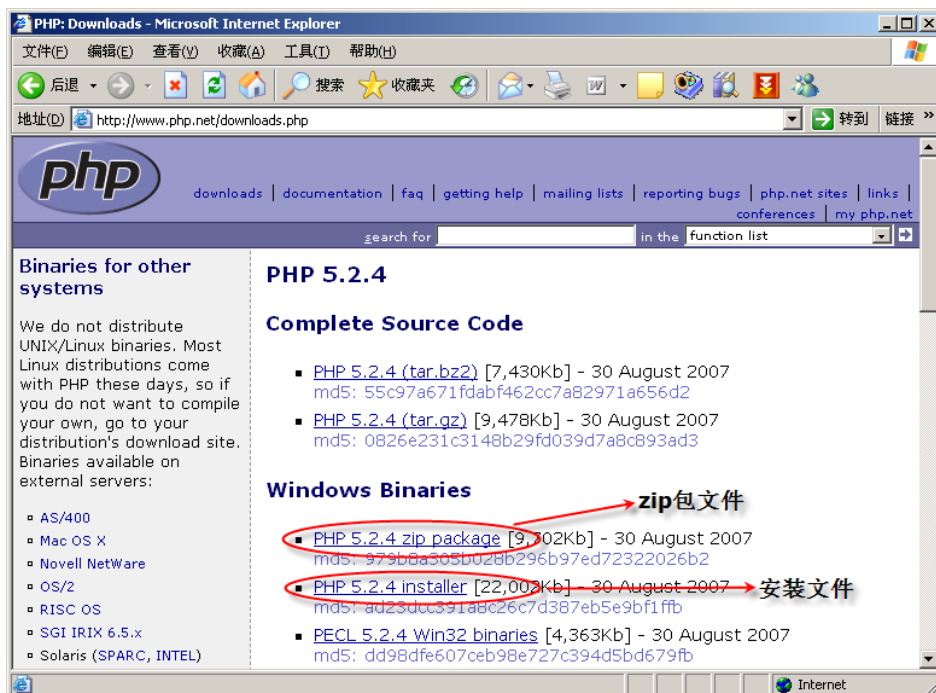 PHP: Downloads - Microsoft Internet Explorer
文件(F) 编辑(E) 查看(V) 收藏(A) 工具(T) 帮助(H)
后退 搜索 收藏夹
地址(D) http://www.php.net/downloads.php 转到 链接 »
php
downloads | documentation | faq | getting help | mailing lists | reporting bugs | php.net sites | links |
conferences | my php.net
search for in the function list
Binaries for other
systems
We do not distribute
UNIX/Linux binaries. Most
Linux distributions come
with PHP these days, so if
you do not want to compile
your own, go to your
distribution's download site.
Binaries available on
external servers:
AS/400
Mac OS X
Novell NetWare
OS/2
RISC OS
SGI IRIX 6.5.x
Solaris (SPARC, INTEL)
PHP 5.2.4
Complete Source Code
PHP 5.2.4 (tar.bz2) [7,430Kb] - 30 August 2007
md5: 55c97a671fdabf462cc7a82971a656d2
PHP 5.2.4 (tar.gz) [9,478Kb] - 30 August 2007
md5: 0826e231c3148b29fd039d7a8c893ad3
Windows Binaries
zip包文件
PHP 5.2.4 zip package [9,702Kb] - 30 August 2007
md5: 979b8a305b028b296b97ed72322026b2
PHP 5.2.4 installer [22,002Kb] - 30 August 2007
安装文件
md5: ad23dcc391a8c26c7d387eb5e9bf1ffb
PECL 5.2.4 Win32 binaries [4,363Kb] - 30 August 2007
md5: dd98dfe607ceb98e727c394d5bd679fb
Internet